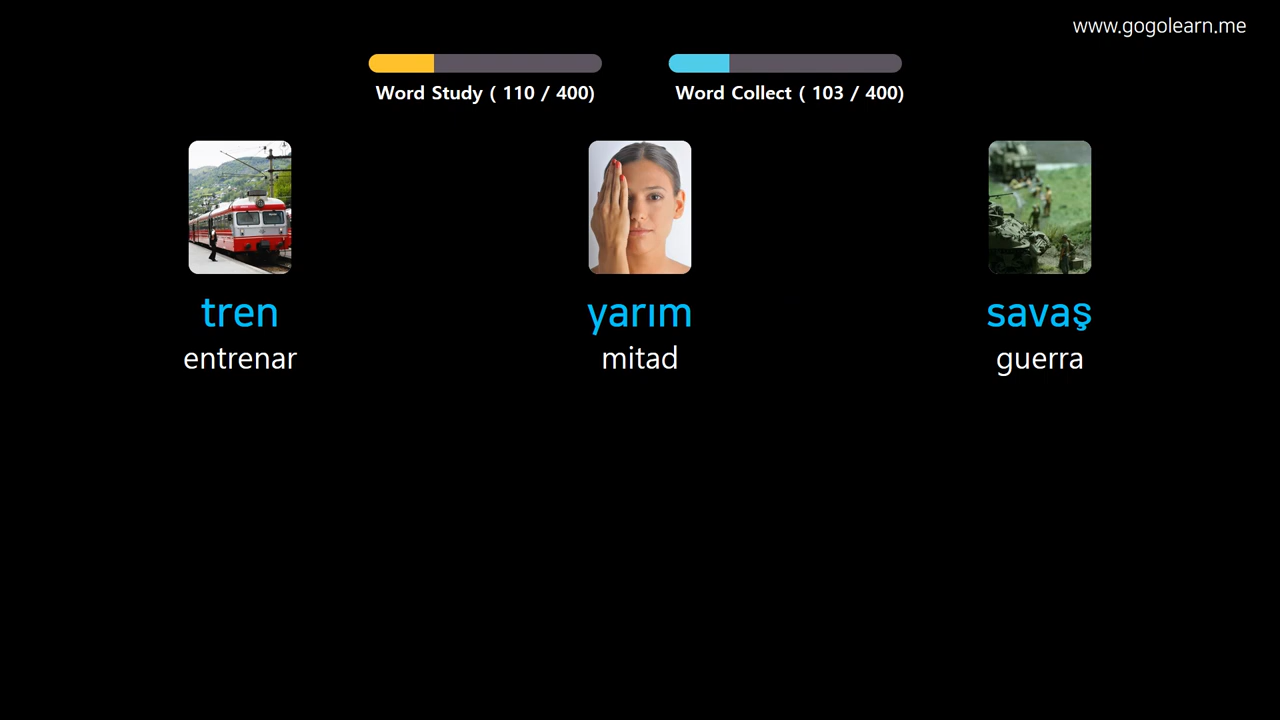 www.gogolearn.me
Word Study ( 110 / 400)
Word Collect ( 103 / 400)
tren
entrenar
yarım
mitad
savaş
guerra